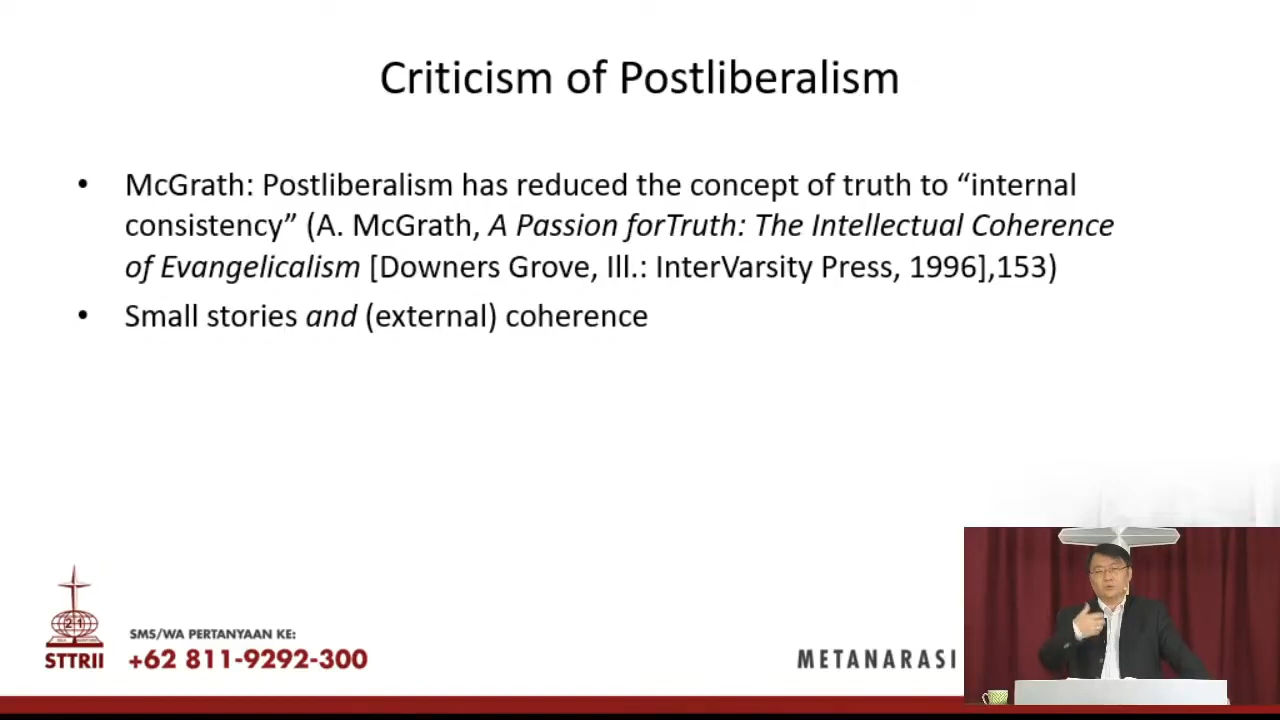 Criticism of Postliberalism
• McGrath: Postliberalism has reduced the concept of truth to “internal
consistency” (A. McGrath, A Passion forTruth: The Intellectual Coherence
of Evangelicalism [Downers Grove, Ill.: InterVarsity Press, 1996],153)
• Small stories and (external) coherence
21
STTRII
SMS/WA PERTANYAAN KE:
+62 811-9292-300
METANARASI